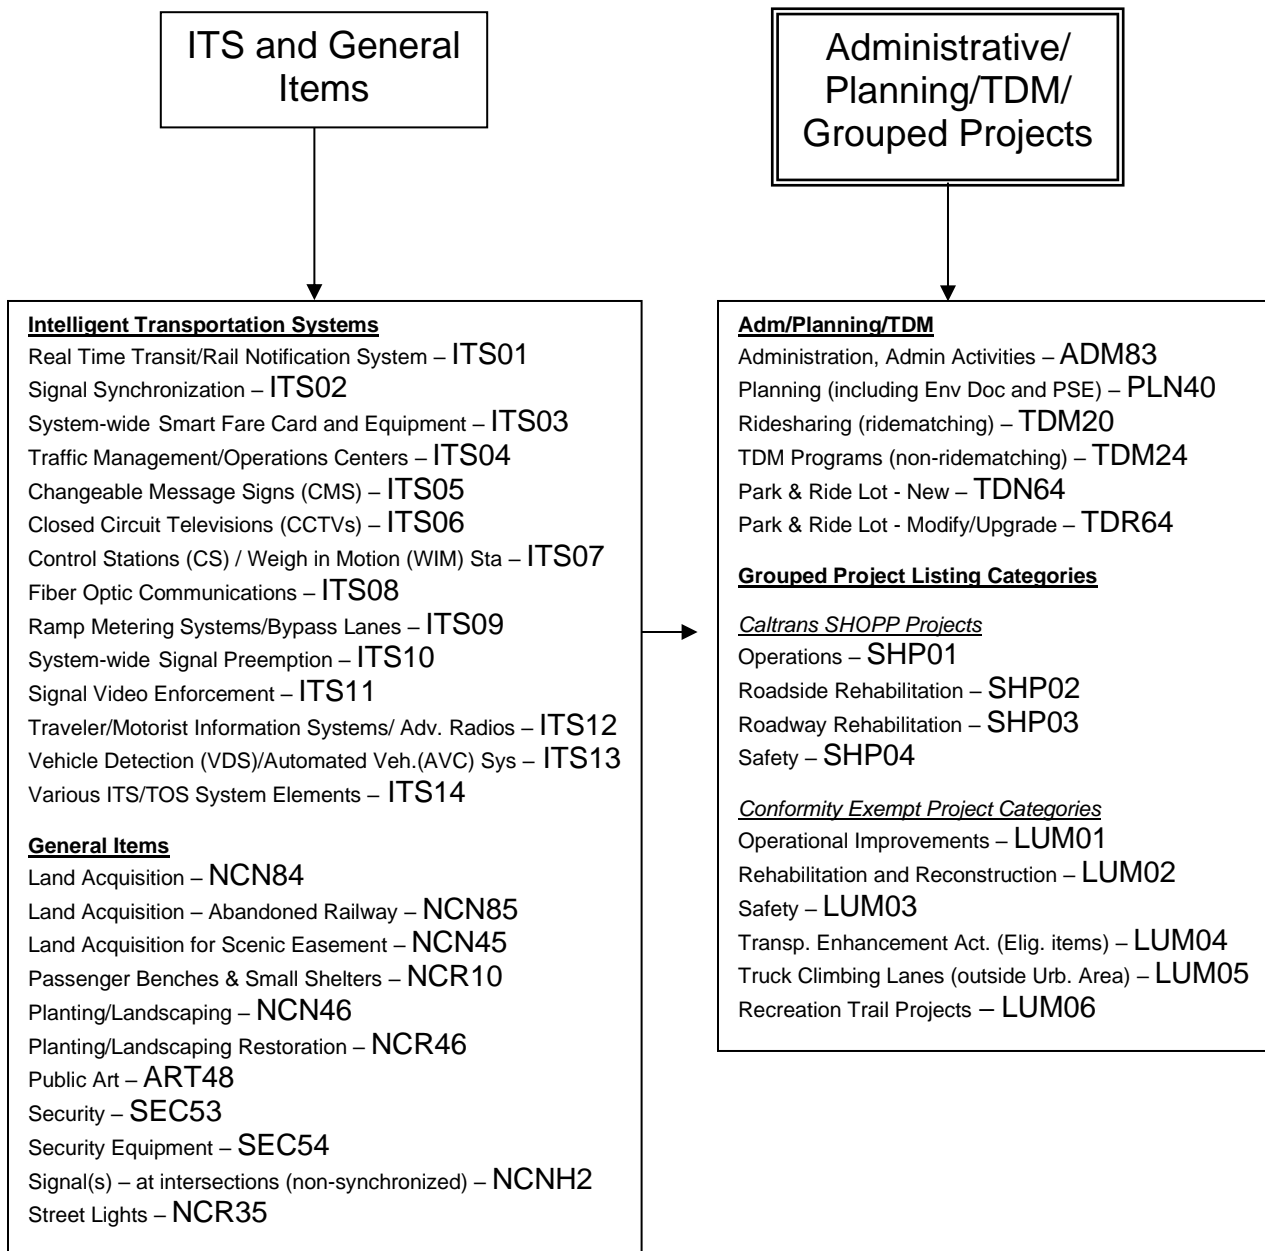 ITS and General
Items
Administrative/
Planning/TDM/
Grouped Projects
Intelligent Transportation Systems
Real Time Transit/Rail Notification System – ITS01
Signal Synchronization – ITS02
System-wide Smart Fare Card and Equipment – ITS03
Traffic Management/Operations Centers – ITS04
Changeable Message Signs (CMS) – ITS05
Closed Circuit Televisions (CCTVs) – ITS06
Control Stations (CS) / Weigh in Motion (WIM) Sta – ITS07
Fiber Optic Communications – ITS08
Ramp Metering Systems/Bypass Lanes – ITS09
System-wide Signal Preemption – ITS10
Signal Video Enforcement – ITS11
Traveler/Motorist Information Systems/ Adv. Radios – ITS12
Vehicle Detection (VDS)/Automated Veh.(AVC) Sys – ITS13
Various ITS/TOS System Elements – ITS14
General Items
Land Acquisition – NCN84
Land Acquisition – Abandoned Railway – NCN85
Land Acquisition for Scenic Easement – NCN45
Passenger Benches & Small Shelters – NCR10
Planting/Landscaping – NCN46
Planting/Landscaping Restoration – NCR46
Public Art – ART48
Security – SEC53
Security Equipment – SEC54
Signal(s) – at intersections (non-synchronized) – NCNH2
Street Lights – NCR35
Adm/Planning/TDM
Administration, Admin Activities – ADM83
Planning (including Env Doc and PSE) – PLN40
Ridesharing (ridematching) – TDM20
TDM Programs (non-ridematching) – TDM24
Park & Ride Lot - New – TDN64
Park & Ride Lot - Modify/Upgrade – TDR64
Grouped Project Listing Categories
Caltrans SHOPP Projects
Operations – SHP01
Roadside Rehabilitation – SHP02
Roadway Rehabilitation – SHP03
Safety – SHP04
Conformity Exempt Project Categories
Operational Improvements – LUM01
Rehabilitation and Reconstruction – LUM02
Safety – LUM03
Transp. Enhancement Act. (Elig. items) – LUM04
Truck Climbing Lanes (outside Urb. Area) – LUM05
Recreation Trail Projects – LUM06